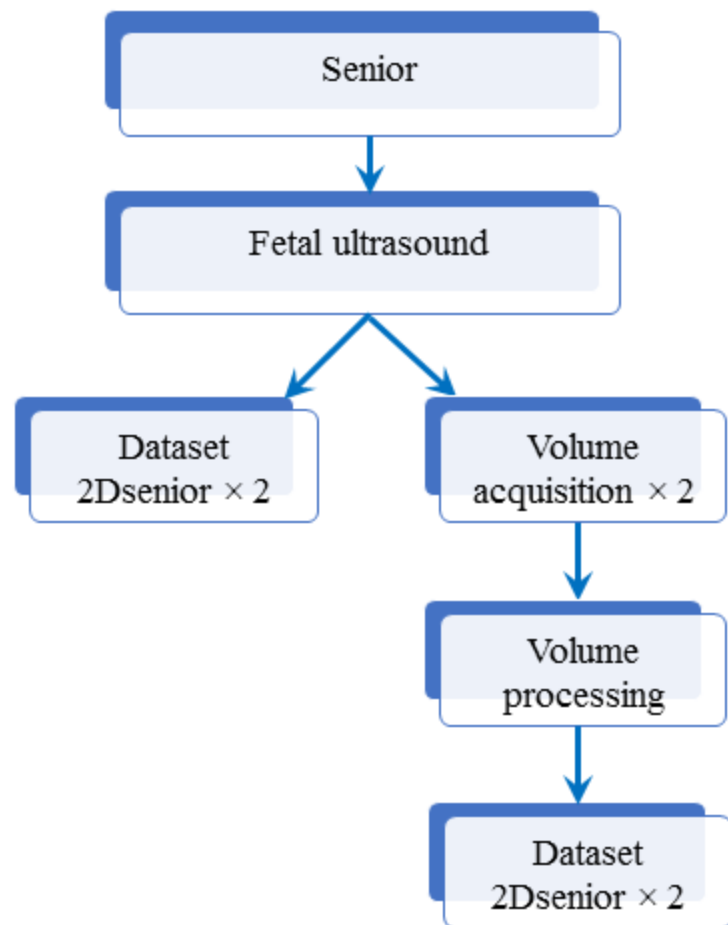 Senior
Fetal ultrasound
Dataset
2Dsenior × 2
Volume
acquisition × 2
Volume
processing
Dataset
2Dsenior × 2